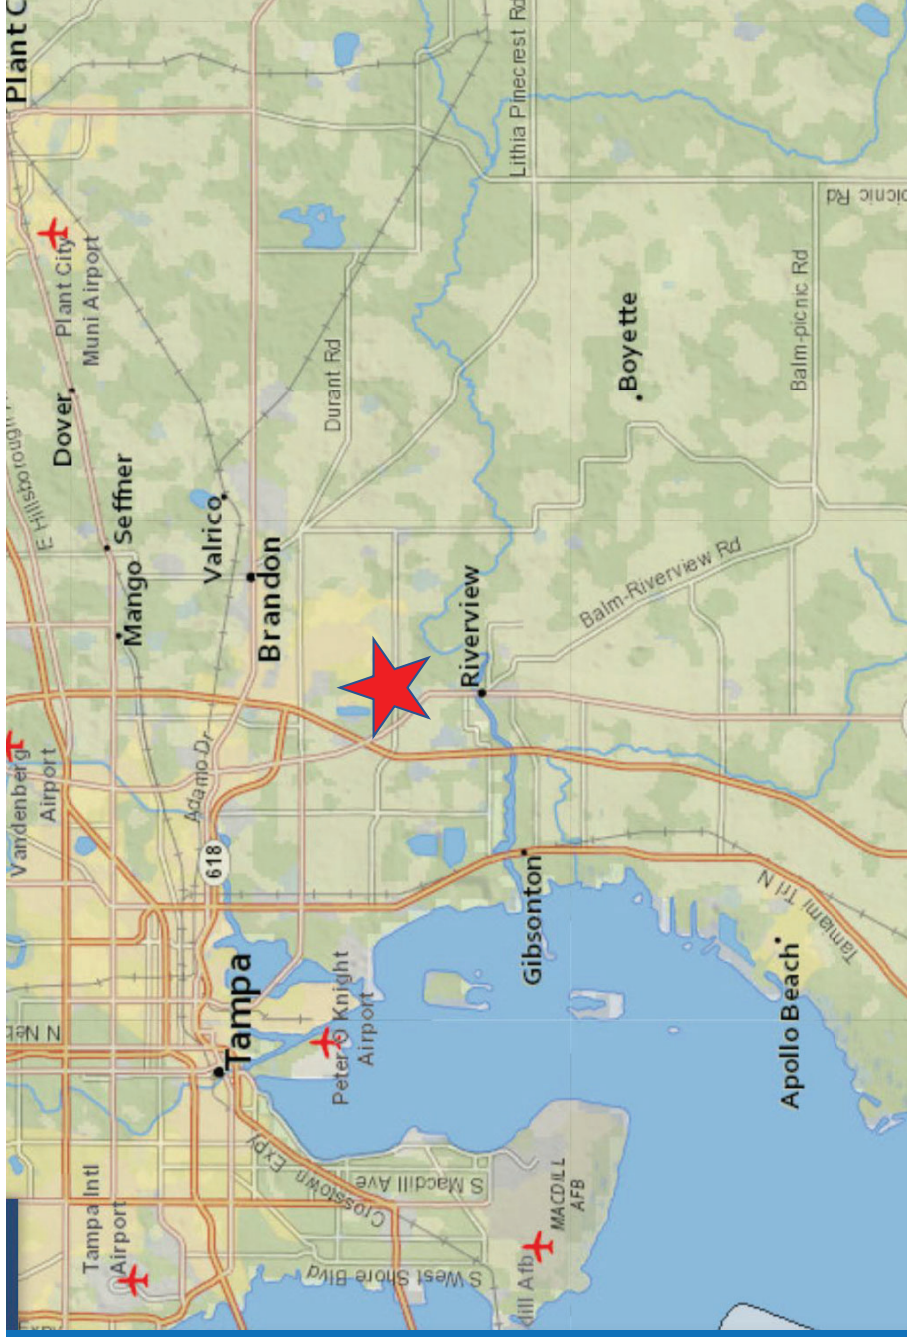 Plant C
Lithia Pinecrest Rd
picnic Rd
Plant City
Muni Airport
Balm-picnic Rd
Boyette
Durant Rd
Dover
E Hillsborough
Seffner
Valrico
Mango
Brandon
Balm-Riverview Rd
Riverview
Vandenberg
Airport
Adamo Dr
618
Gibsonton
Tamiami Trl N
Apollo Beach
Tampa
Peter O Knight
Airport
N Neb
Crosstown Expy
S Macdill Ave
MACDILL
AFB
Tampa Intl
Airport
S West Shore Blvd
dill Afb